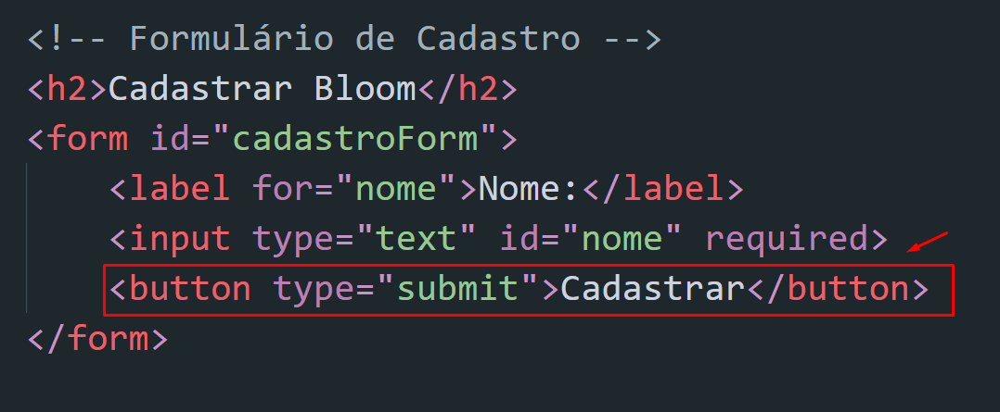 <!-- Formulário de Cadastro -->
<h2>Cadastrar Bloom</h2>
<form id="cadastroForm">
<label for="nome">Nome:</label>
<input type="text" id="nome" required>
<button type="submit">Cadastrar</button>
</form>